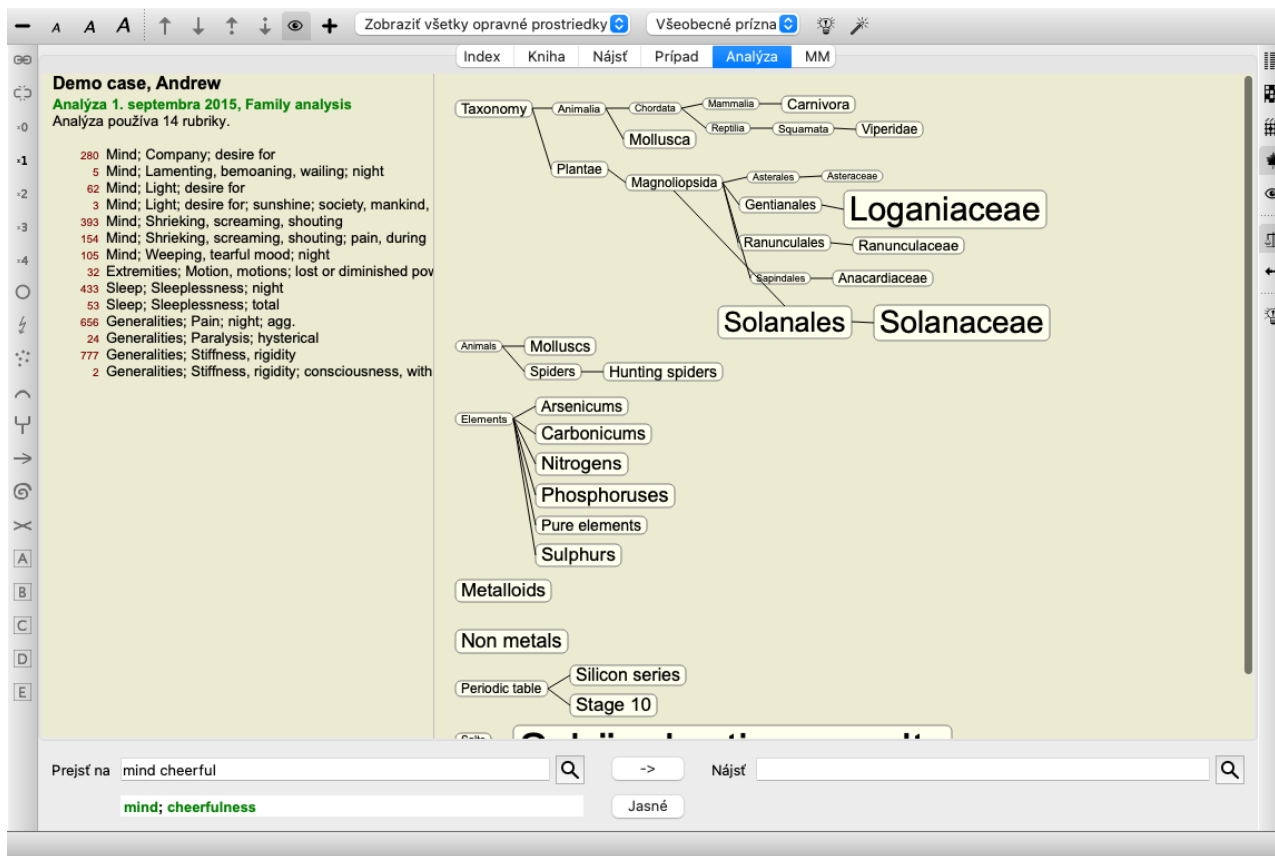 A A A Zobraziť všetky opravné prostriedky Všeobecné prízna
Index Kniha Nájsť Prípad Analýza MM
×0
×1
×2
×3
×4
A
B
C
D
E
Demo case, Andrew
Analýza 1. septembra 2015, Family analysis
Analýza používa 14 rubriky.
280 Mind; Company; desire for
5 Mind; Lamenting, bemoaning, wailing; night
62 Mind; Light; desire for
3 Mind; Light; desire for; sunshine; society, mankind,
393 Mind; Shrieking, screaming, shouting
154 Mind; Shrieking, screaming, shouting; pain, during
105 Mind; Weeping, tearful mood; night
32 Extremities; Motion, motions; lost or diminished pow
433 Sleep; Sleeplessness; night
53 Sleep; Sleeplessness; total
656 Generalities; Pain; night; agg.
24 Generalities; Paralysis; hysterical
777 Generalities; Stiffness, rigidity
2 Generalities; Stiffness, rigidity; consciousness, with
Taxonomy Animalia Chordata Mammalia Carnivora
Reptilia Squamata Viperidae
Mollusca
Plantae Magnoliopsida Asterales Asteraceae
Gentianales Loganiaceae
Ranunculales Ranunculaceae
Sapindales Anacardiaceae
Solanales Solanaceae
Animals Molluscs
Spiders Hunting spiders
Elements Arsenicums
Carbonicums
Nitrogens
Phosphoruses
Pure elements
Sulphurs
Metalloids
Non metals
Periodic table Silicon series
Stage 10
Prejsť na mind cheerful -> Nájsť
mind; cheerfulness Jasné